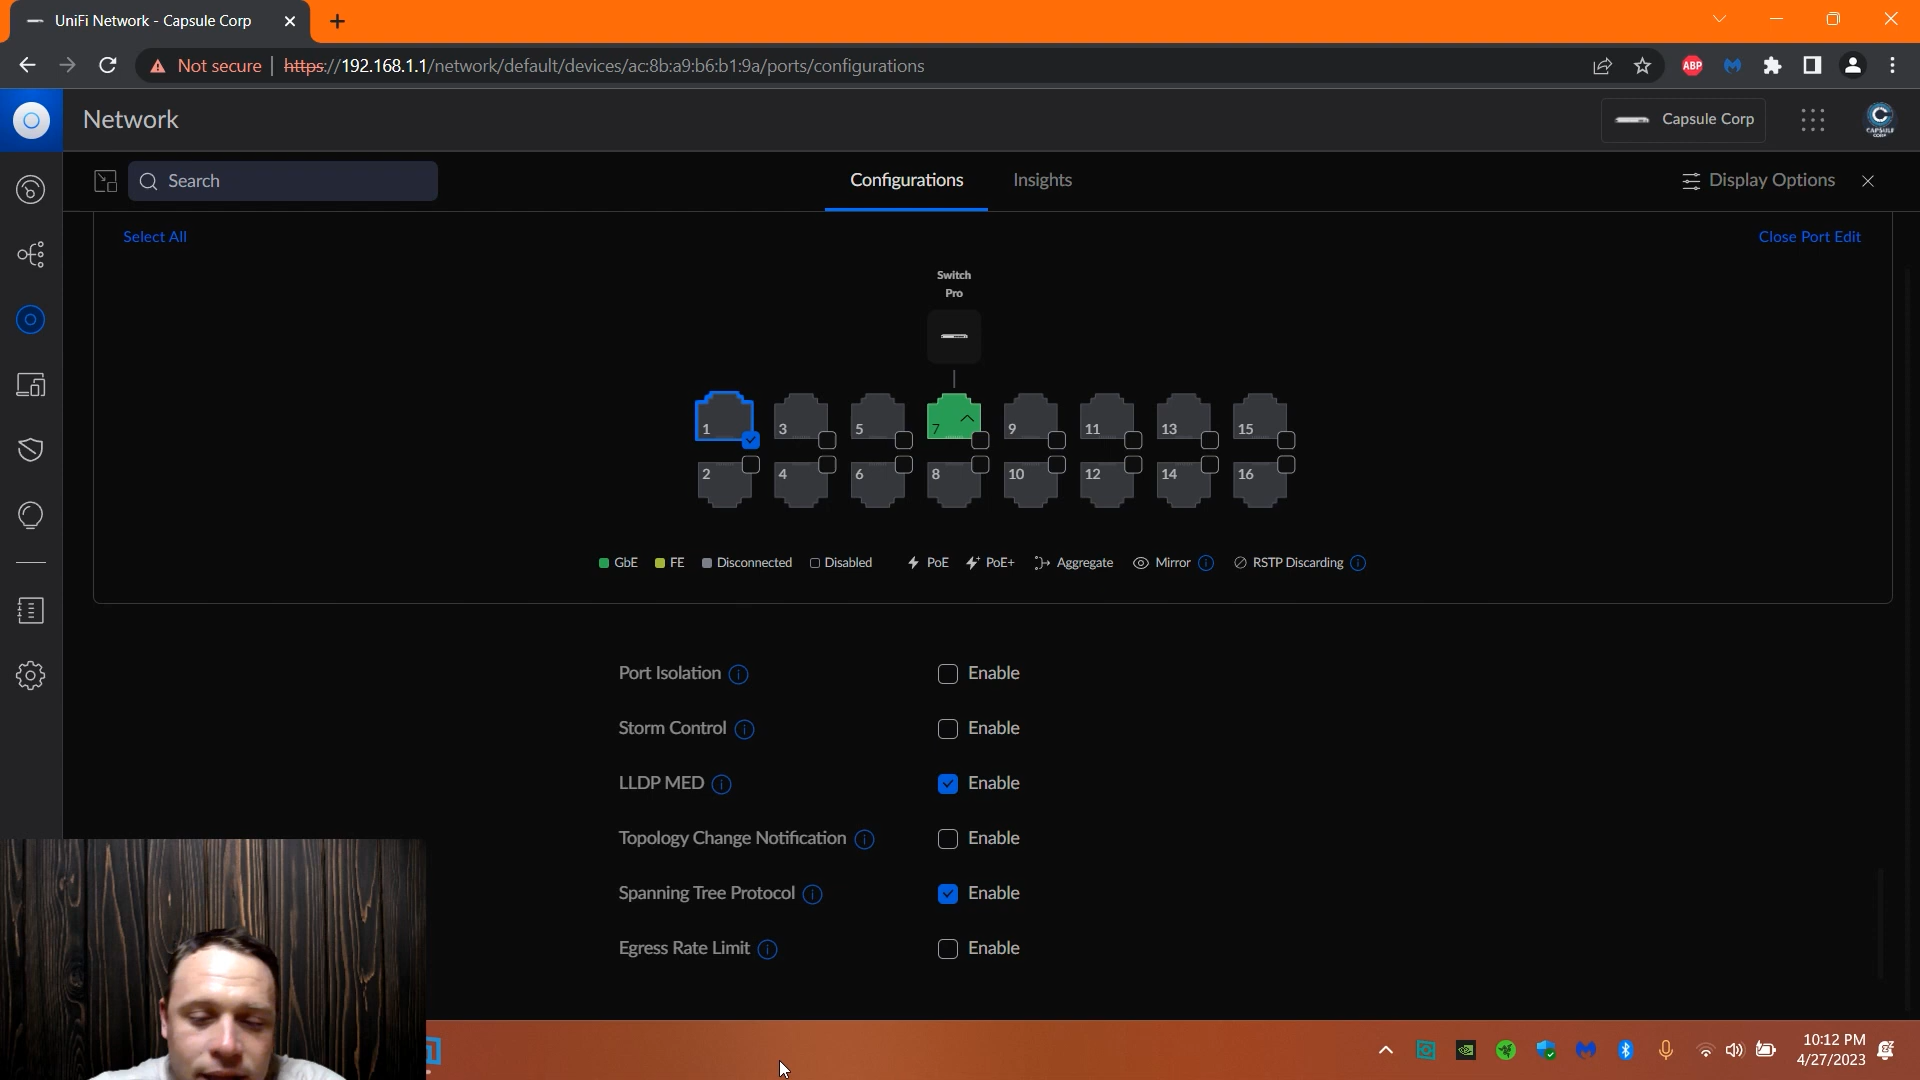 UniFi Network - Capsule Corp
Not secure | https://192.168.1.1/network/default/devices/ac:8b:a9:b6:b1:9a/ports/configurations
ABP
Network
Capsule Corp
CAPSULE CORP
Search
Configurations
Insights
Display Options
Select All
Close Port Edit
Switch
Pro
1 3 5 7 9 11 13 15
2 4 6 8 10 12 14 16
GbE FE Disconnected Disabled PoE PoE+ Aggregate Mirror RSTP Discarding
Port Isolation Enable
Storm Control Enable
LLDP MED Enable
Topology Change Notification Enable
Spanning Tree Protocol Enable
Egress Rate Limit Enable
10:12 PM
4/27/2023